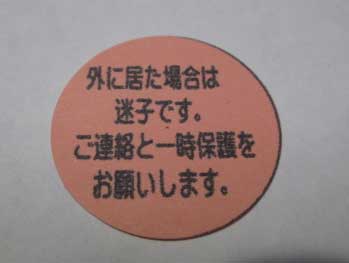 外に居た場合は
迷子です。
ご連絡と一時保護を
お願いします。